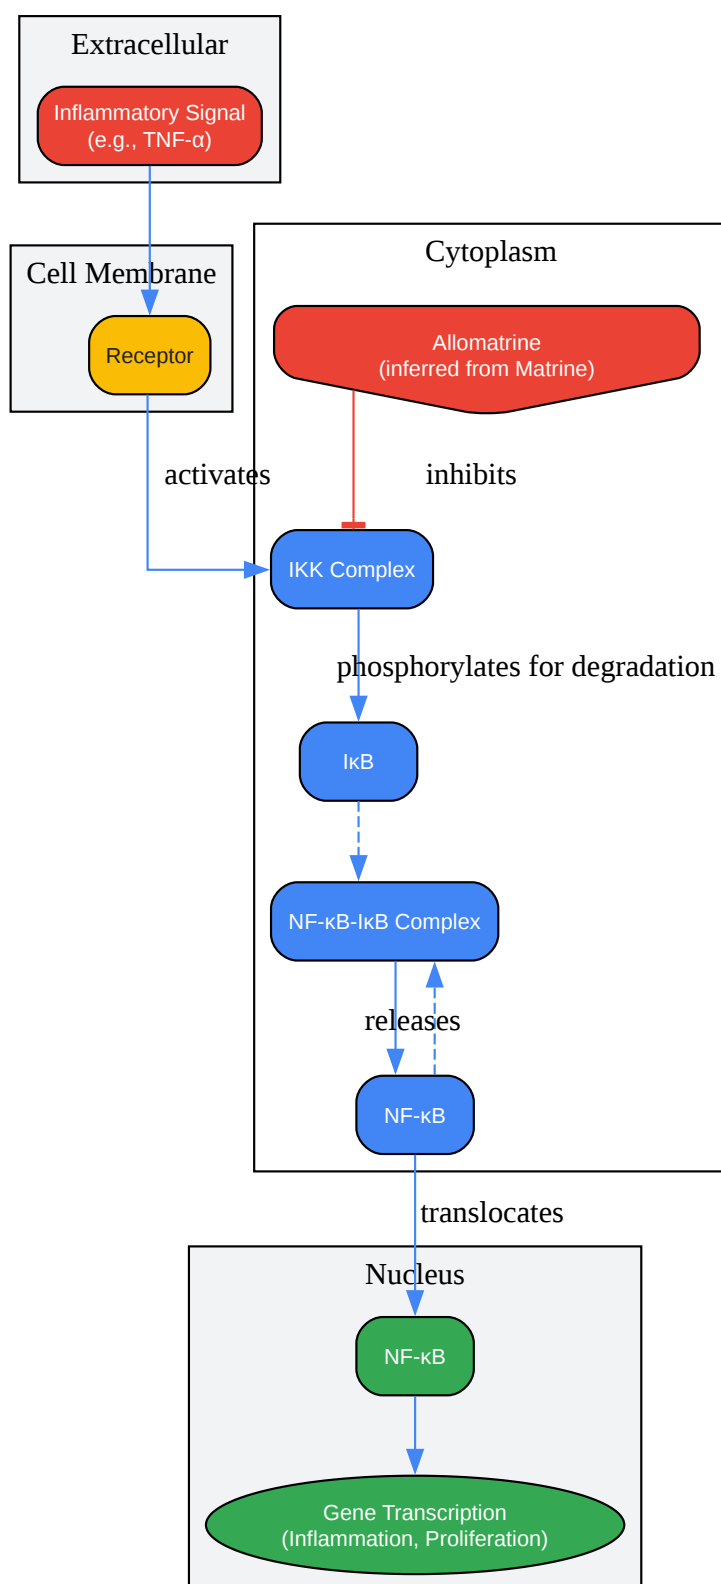 Extracellular
Inflammatory Signal
(e.g., TNF-α)
Cell Membrane
Receptor
Cytoplasm
Allomatrine
(inferred from Matrine)
activates
inhibits
IKK Complex
phosphorylates for degradation
IκB
NF-κB-IκB Complex
releases
NF-κB
translocates
Nucleus
NF-κB
Gene Transcription
(Inflammation, Proliferation)